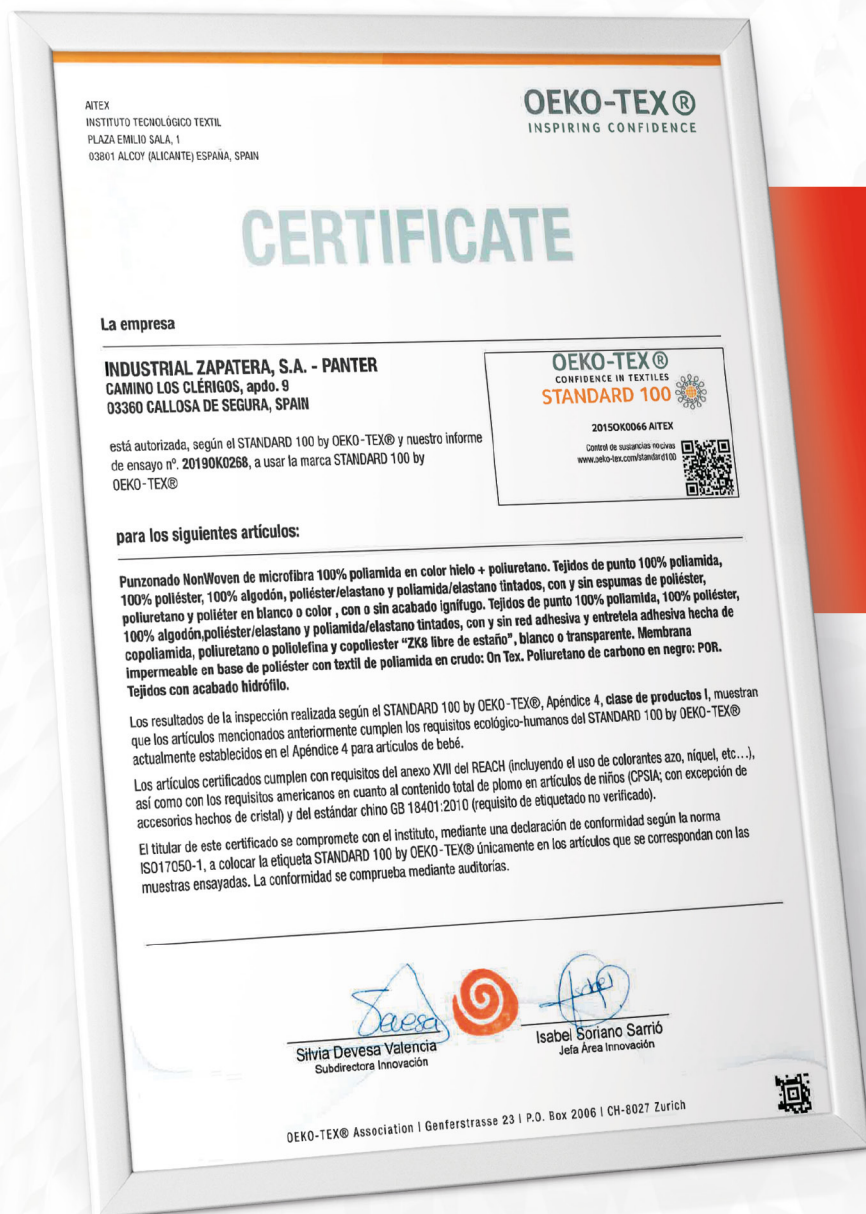 AITEX
INSTITUTO TECNOLÓGICO TEXTIL
PLAZA EMILIO SALA, 1
03801 ALCOY (ALICANTE) ESPAÑA, SPAIN
OEKO-TEX®
INSPIRING CONFIDENCE
CERTIFICATE
La empresa
INDUSTRIAL ZAPATERA, S.A. - PANTER
CAMINO LOS CLÉRIGOS, apdo. 9
03360 CALLOSA DE SEGURA, SPAIN
está autorizada, según el STANDARD 100 by OEKO-TEX® y nuestro informe
de ensayo nº. 2019OK0268, a usar la marca STANDARD 100 by
OEKO-TEX®
OEKO-TEX®
CONFIDENCE IN TEXTILES
STANDARD 100
2015OK0066 AITEX
Control de sustancias nocivas
www.oeko-tex.com/standard100
para los siguientes artículos:
Punzonado NonWoven de microfibra 100% poliamida en color hielo + poliuretano. Tejidos de punto 100% poliamida,
100% poliéster, 100% algodón, poliéster/elastano y poliamida/elastano tintados, con y sin espumas de poliéster,
poliuretano y poliéter en blanco o color , con o sin acabado ignífugo. Tejidos de punto 100% poliamida, 100% poliéster,
100% algodón,poliéster/elastano y poliamida/elastano tintados, con y sin red adhesiva y entretela adhesiva hecha de
copoliamida, poliuretano o poliolefina y copoliester “ZK8 libre de estaño”, blanco o transparente. Membrana
impermeable en base de poliéster con textil de poliamida en crudo: On Tex. Poliuretano de carbono en negro: POR.
Tejidos con acabado hidrófilo.
Los resultados de la inspección realizada según el STANDARD 100 by OEKO-TEX®, Apéndice 4, clase de productos I, muestran
que los artículos mencionados anteriormente cumplen los requisitos ecológico-humanos del STANDARD 100 by OEKO-TEX®
actualmente establecidos en el Apéndice 4 para artículos de bebé.
Los artículos certificados cumplen con requisitos del anexo XVII del REACH (incluyendo el uso de colorantes azo, níquel, etc…),
así como con los requisitos americanos en cuanto al contenido total de plomo en artículos de niños (CPSIA; con excepción de
accesorios hechos de cristal) y del estándar chino GB 18401:2010 (requisito de etiquetado no verificado).
El titular de este certificado se compromete con el instituto, mediante una declaración de conformidad según la norma
ISO17050-1, a colocar la etiqueta STANDARD 100 by OEKO-TEX® únicamente en los artículos que se correspondan con las
muestras ensayadas. La conformidad se comprueba mediante auditorías.
Silvia Devesa Valencia
Subdirectora Innovación
Isabel Soriano Sarrió
Jefa Área Innovación
OEKO-TEX® Association | Genferstrasse 23 | P.O. Box 2006 | CH-8027 Zurich